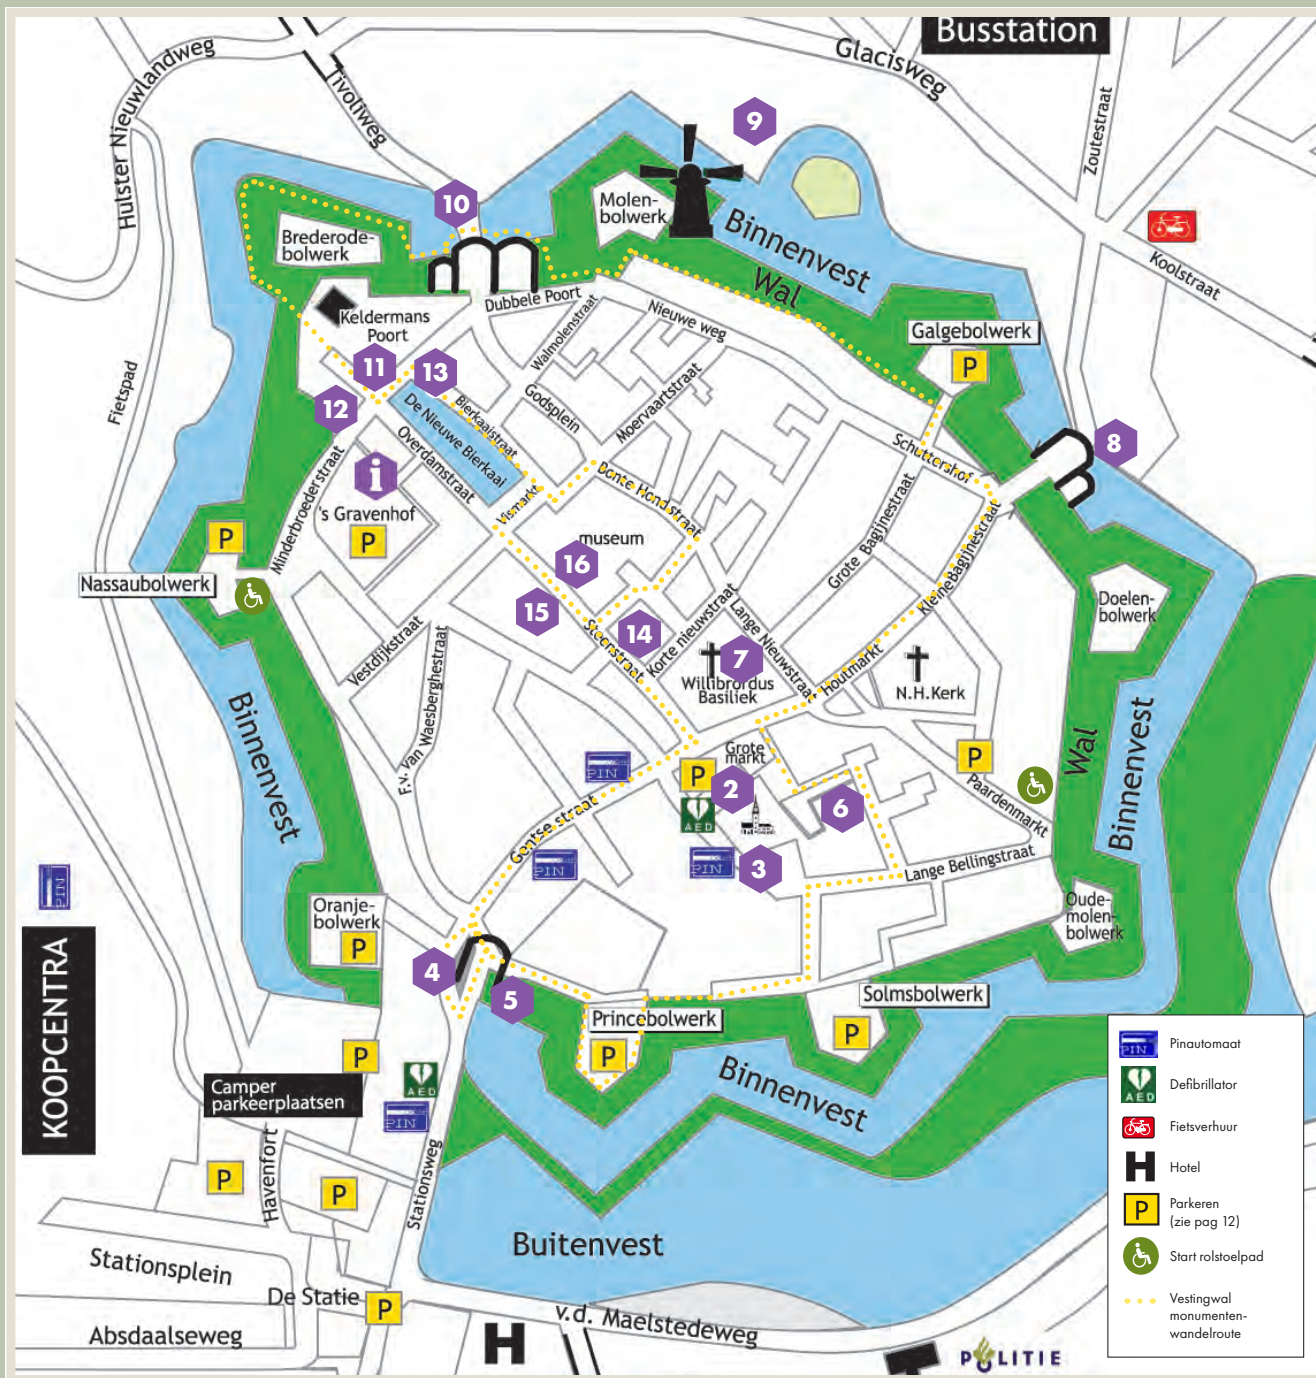 Busstation
Glacisweg
Hulster Nieuwlandweg
Tivoliweg
Zoutestraat
9
10
Molen-
bolwerk
Binnenvest
Wal
Brederode-
bolwerk
Koolstraat
Dubbele Poort
Keldermans
Poort
Nieuwe weg
Walmolenstraat
Galgebolwerk
P
11
13
12
Fietspad
Godsplein
Moervaartstraat
De Nieuwe Bierkaai
Bierkaaistraat
Overdamstraat
Schuttershof
8
i
Minderbroederstraat
's Gravenhof
P
P
Vismarkt
Bonte Hondstraat
museum
16
Grote Bagijnestraat
Kleine Bagijnestraat
Nassaubolwerk
15
14
Steenstraat
Korte nieuwstraat
Lange Nieuwstraat
Doelen-
bolwerk
Vestdijkstraat
F.v. van Waesberghestraat
7
Willibrordus
Basiliek
houtmarkt
N.H.Kerk
Binnenvest
Grote
markt
P
2
PIN
AED
6
P
Paardenmarkt
Wal
Binnenvest
Gentse straat
PIN
PIN
3
Lange Bellingstraat
PIN
KOOPCENTRA
Oranje-
bolwerk
P
Oude-
molen-
bolwerk
4
5
Princebolwerk
P
Solmsbolwerk
P
Binnenvest
P
AED
Camper
parkeerplaatsen
PIN
Havenfort
P
P
Stationsweg
Buitenvest
Stationsplein
De Statie
P
Absdaalseweg
v.d. Maelstedeweg
H
POLITIE
PIN
Pinautomaat
AED
Defibrillator
Fietsverhuur
H
Hotel
P
Parkeren
(zie pag 12)
Start rolstoelpad
Vestingwal
monumenten-
wandelroute